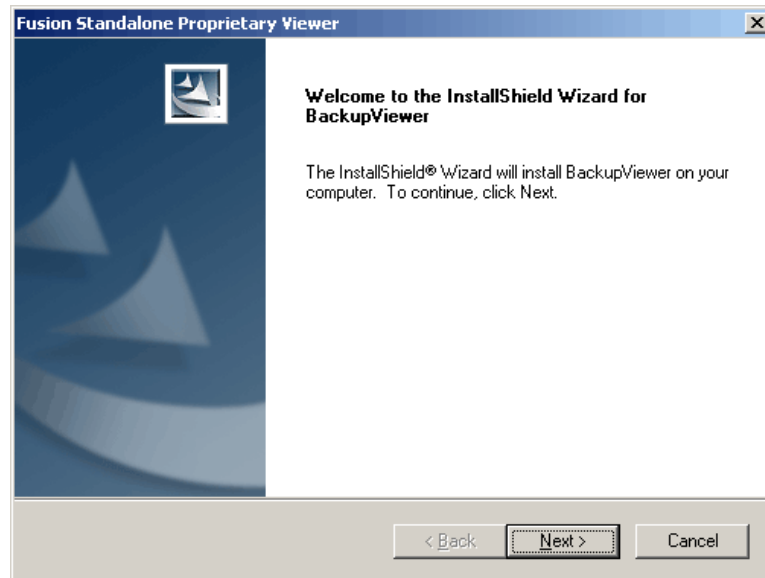 Fusion Standalone Proprietary Viewer
Welcome to the InstallShield Wizard for
BackupViewer
The InstallShield® Wizard will install BackupViewer on your
computer. To continue, click Next.
< Back
Next >
Cancel